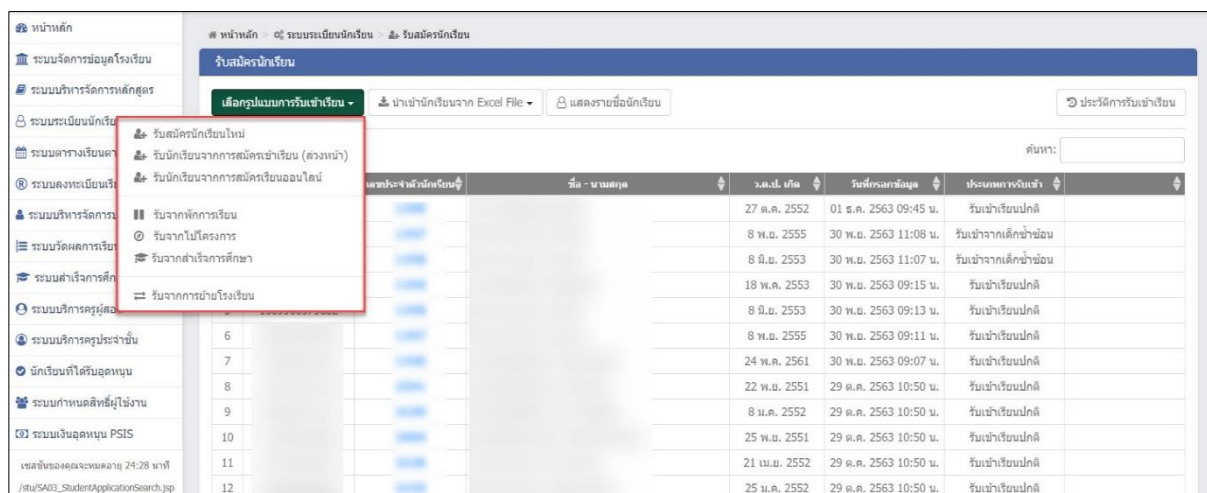 หน้าหลัก
ระบบจัดการข้อมูลโรงเรียน
ระบบบริหารจัดการหลักสูตร
ระบบระเบียนนักเรีย
ระบบตารางเรียนตา
ระบบลงทะเบียนเรีย
ระบบบริหารจัดการป
ระบบวัดผลการเรีย
ระบบสำเร็จการศึก
ระบบบริการครูผู้สอ
ระบบบริการครูประจำชั้น
นักเรียนที่ได้รับอุดหนุน
ระบบกำหนดสิทธิ์ผู้ใช้งาน
ระบบเงินอุดหนุน PSIS
เซสชันของคุณจะหมดอายุ 24:28 นาที
/stu/SA03_StudentApplicationSearch.jsp
หน้าหลัก > ระบบระเบียนนักเรียน > รับสมัครนักเรียน
รับสมัครนักเรียน
เลือกรูปแบบการรับเข้าเรียน นำเข้านักเรียนจาก Excel File แสดงรายชื่อนักเรียน ประวัติการรับเข้าเรียน
รับสมัครนักเรียนใหม่
รับนักเรียนจากการสมัครเข้าเรียน (ล่วงหน้า)
รับนักเรียนจากการสมัครเรียนออนไลน์
รับจากพักการเรียน
รับจากไปโครงการ
รับจากสำเร็จการศึกษา
รับจากการย้ายโรงเรียน
ค้นหา:
เลขประจำตัวนักเรียน ชื่อ - นามสกุล ว.ด.ป. เกิด วันที่กรอกข้อมูล ประเภทการรับเข้า
27 ต.ค. 2552 01 ธ.ค. 2563 09:45 น. รับเข้าเรียนปกติ
8 พ.ย. 2555 30 พ.ย. 2563 11:08 น. รับเข้าจากเด็กซ้ำซ้อน
8 มิ.ย. 2553 30 พ.ย. 2563 11:07 น. รับเข้าจากเด็กซ้ำซ้อน
18 พ.ค. 2553 30 พ.ย. 2563 09:15 น. รับเข้าเรียนปกติ
8 มิ.ย. 2553 30 พ.ย. 2563 09:13 น. รับเข้าเรียนปกติ
6 8 พ.ย. 2555 30 พ.ย. 2563 09:11 น. รับเข้าเรียนปกติ
7 24 พ.ค. 2561 30 พ.ย. 2563 09:07 น. รับเข้าเรียนปกติ
8 22 พ.ย. 2551 29 ต.ค. 2563 10:50 น. รับเข้าเรียนปกติ
9 8 ม.ค. 2552 29 ต.ค. 2563 10:50 น. รับเข้าเรียนปกติ
10 25 พ.ย. 2551 29 ต.ค. 2563 10:50 น. รับเข้าเรียนปกติ
11 21 เม.ย. 2552 29 ต.ค. 2563 10:50 น. รับเข้าเรียนปกติ
12 25 ม.ค. 2552 29 ต.ค. 2563 10:50 น. รับเข้าเรียนปกติ